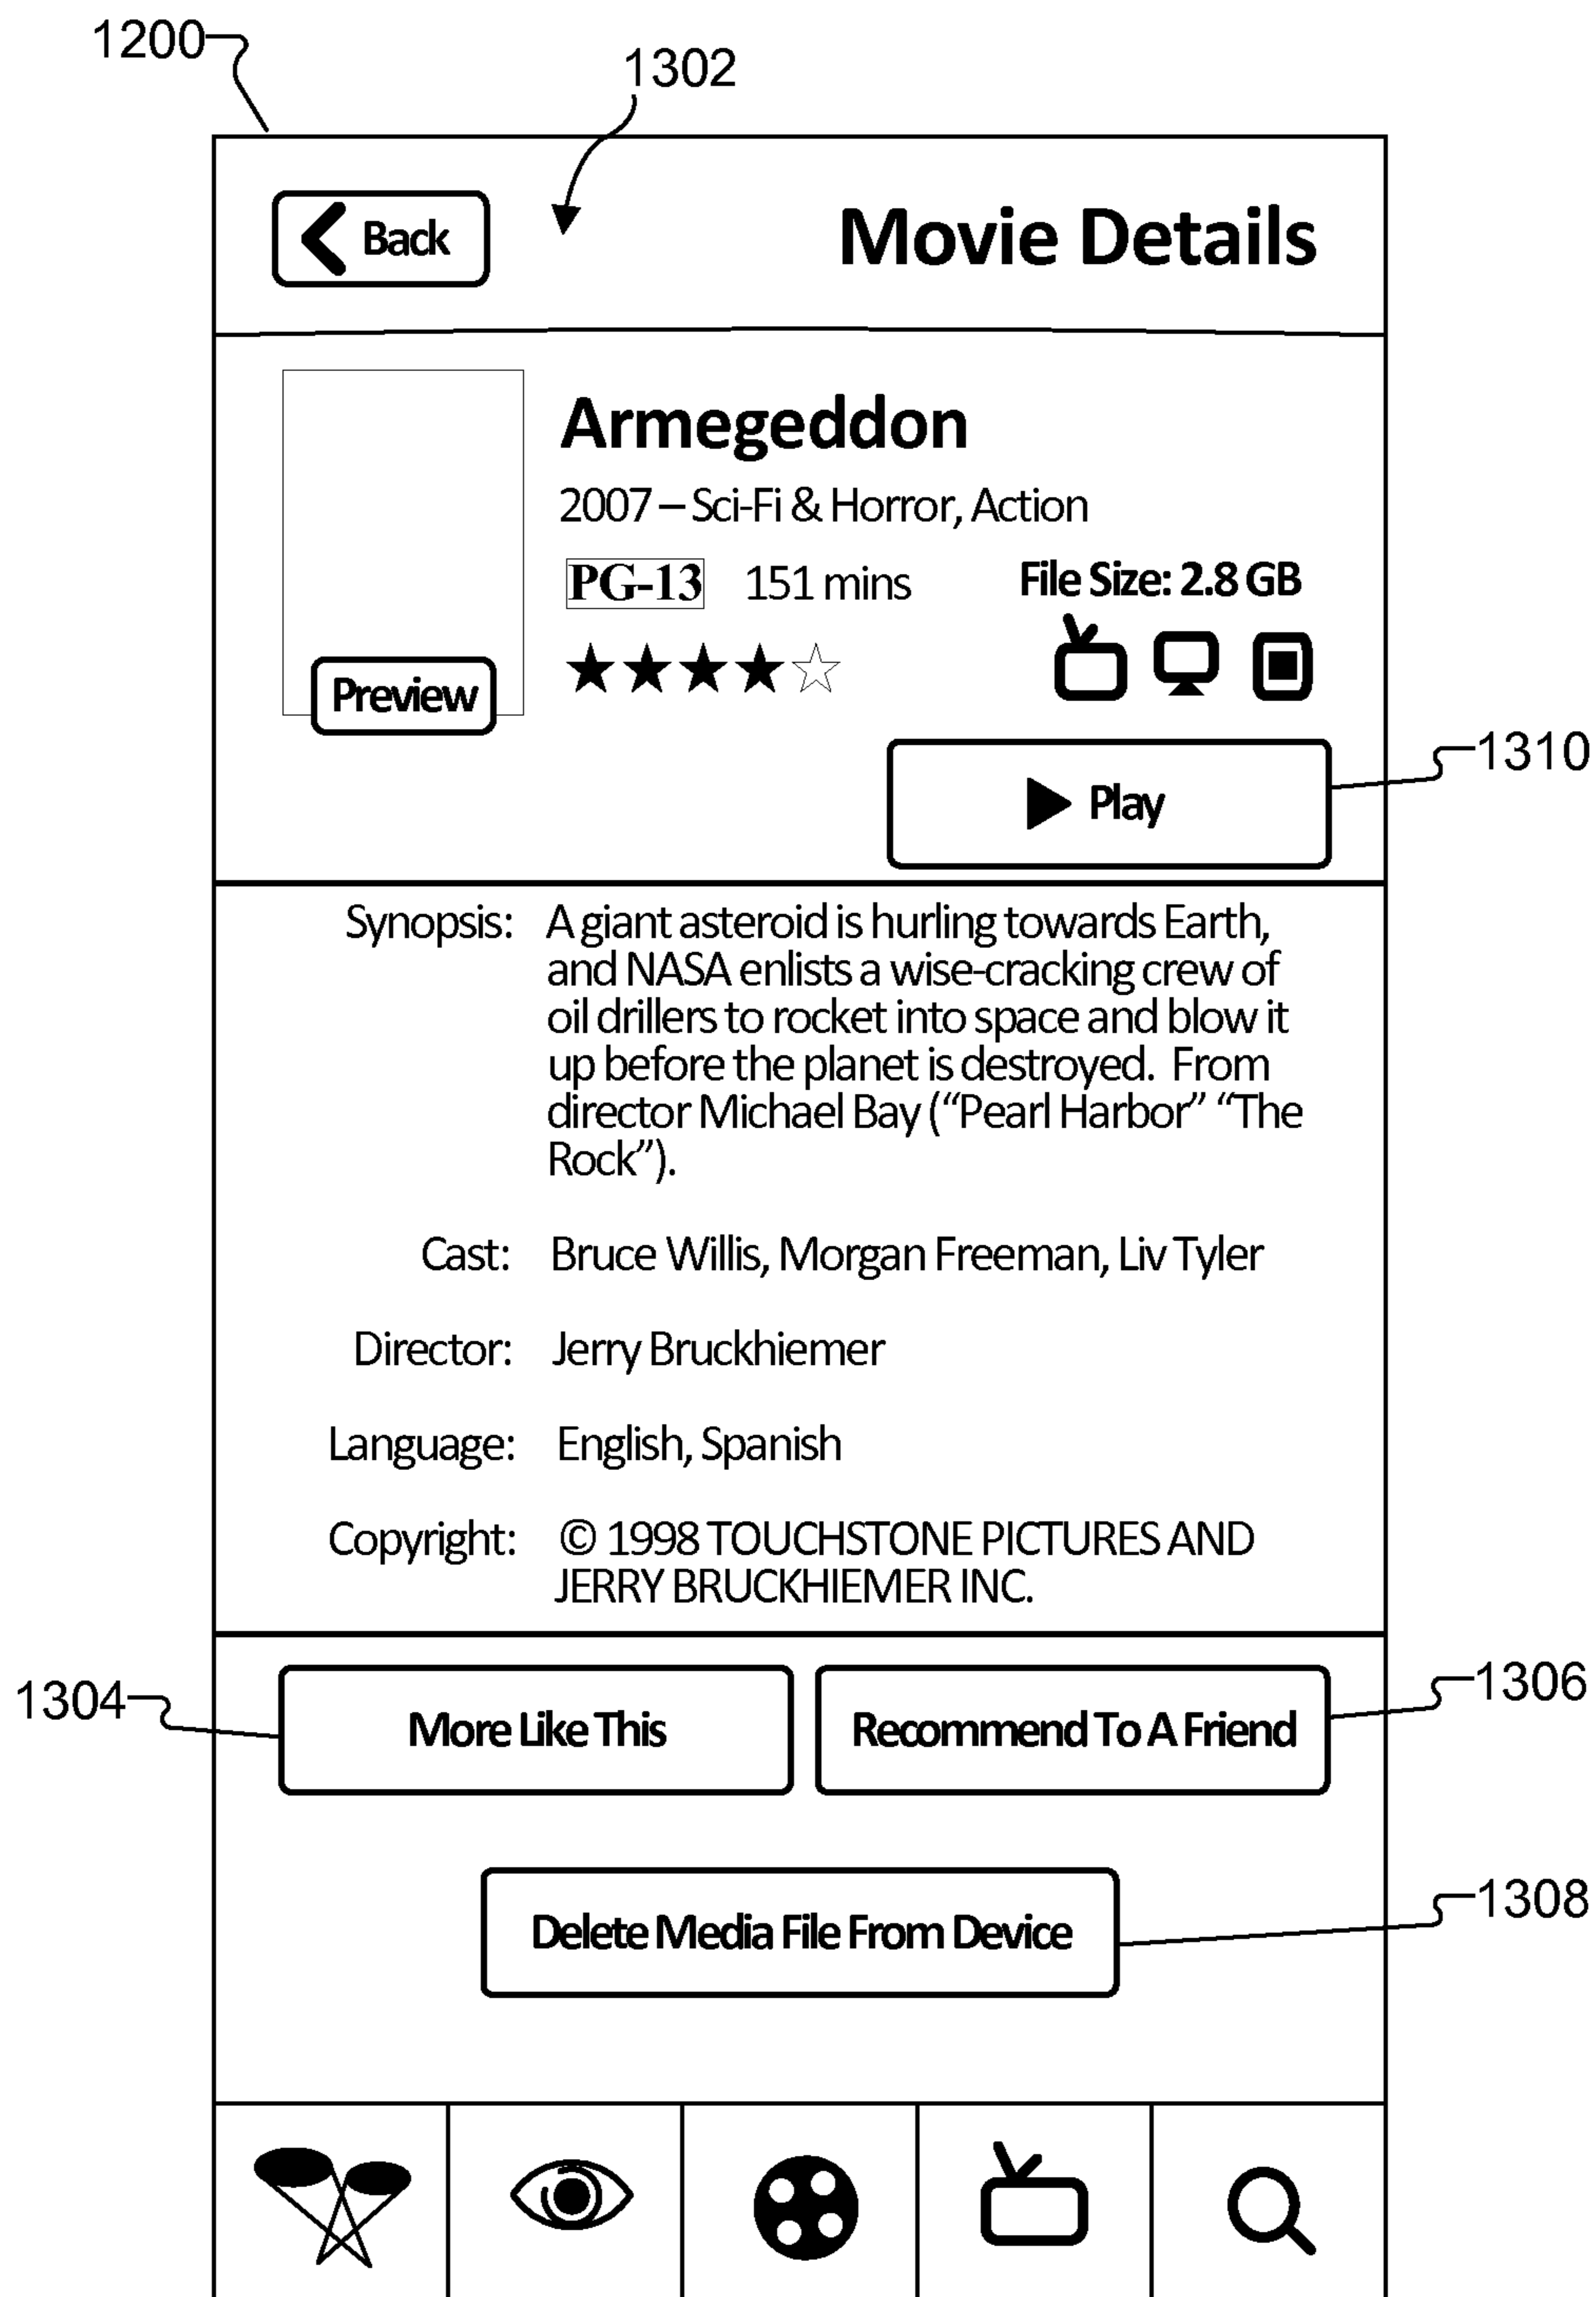 1200
1302
Back
Movie Details
Armegeddon
2007 – Sci-Fi & Horror, Action
PG-13 151 mins File Size: 2.8 GB
Preview
1310
Play
Synopsis: A giant asteroid is hurling towards Earth,
and NASA enlists a wise-cracking crew of
oil drillers to rocket into space and blow it
up before the planet is destroyed. From
director Michael Bay (“Pearl Harbor” “The
Rock”).
Cast: Bruce Willis, Morgan Freeman, Liv Tyler
Director: Jerry Bruckhiemer
Language: English, Spanish
Copyright: © 1998 TOUCHSTONE PICTURES AND
JERRY BRUCKHIEMER INC.
1304
1306
More Like This Recommend To A Friend
1308
Delete Media File From Device